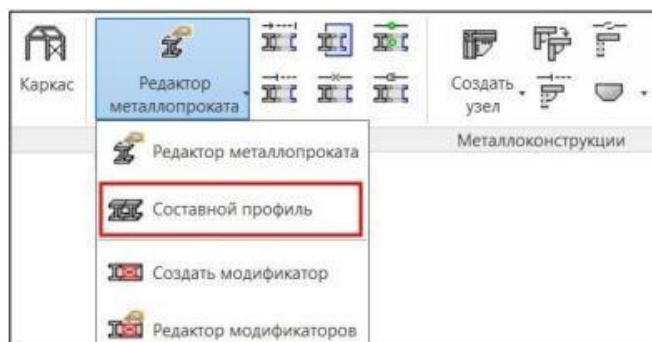 Каркас
Редактор
металлопроката
Создать
узел
Металлоконструкции
Редактор металлопроката
Составной профиль
Создать модификатор
Редактор модификаторов